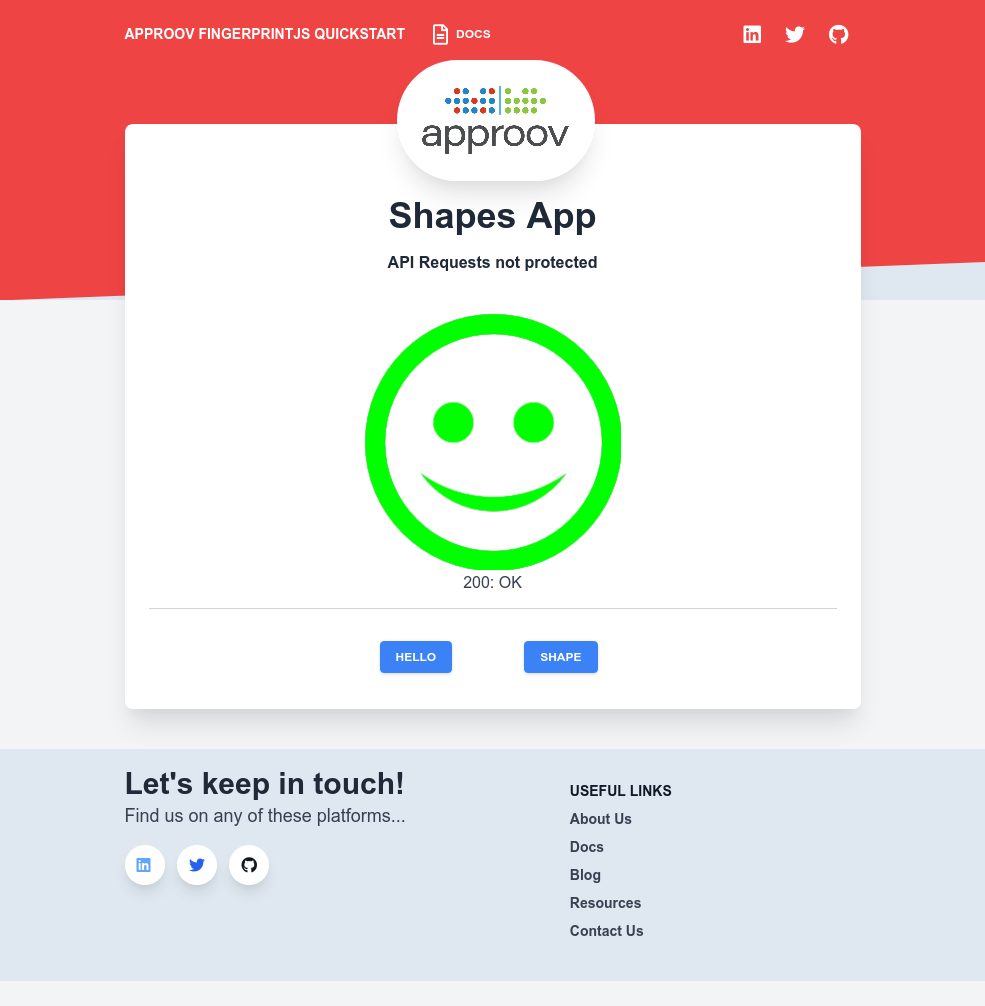 APPROOV FINGERPRINTJS QUICKSTART DOCS
approov
Shapes App
API Requests not protected
200: OK
HELLO SHAPE
Let's keep in touch!
Find us on any of these platforms...
USEFUL LINKS
About Us
Docs
Blog
Resources
Contact Us